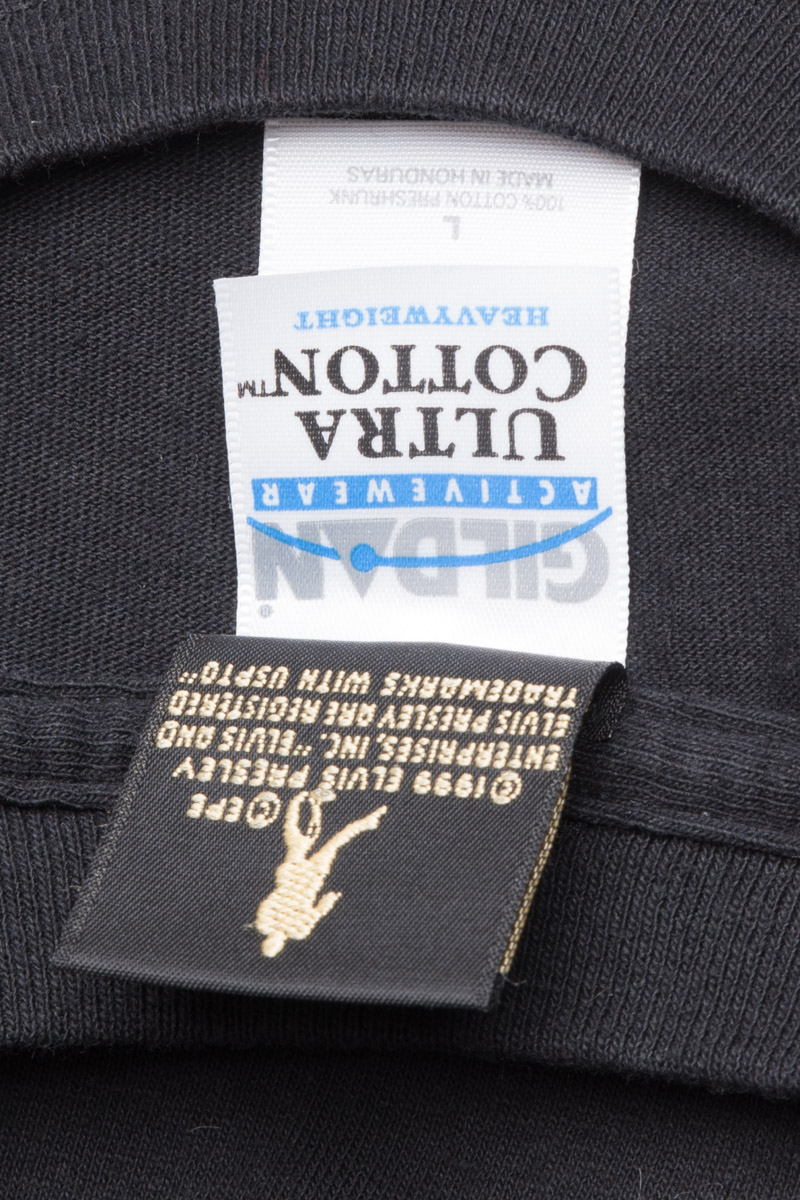 ® EPE
©1999 ELVIS PRESLEY
ENTERPRISES INC. "ELVIS AND
ELVIS PRESLEY ARE REGISTERED
TRADEMARKS WITH USPTO"
GILDAN®
ACTIVEWEAR
ULTRA
COTTON™
HEAVYWEIGHT
L
100% COTTON PRESHRUNK
MADE IN HONDURAS